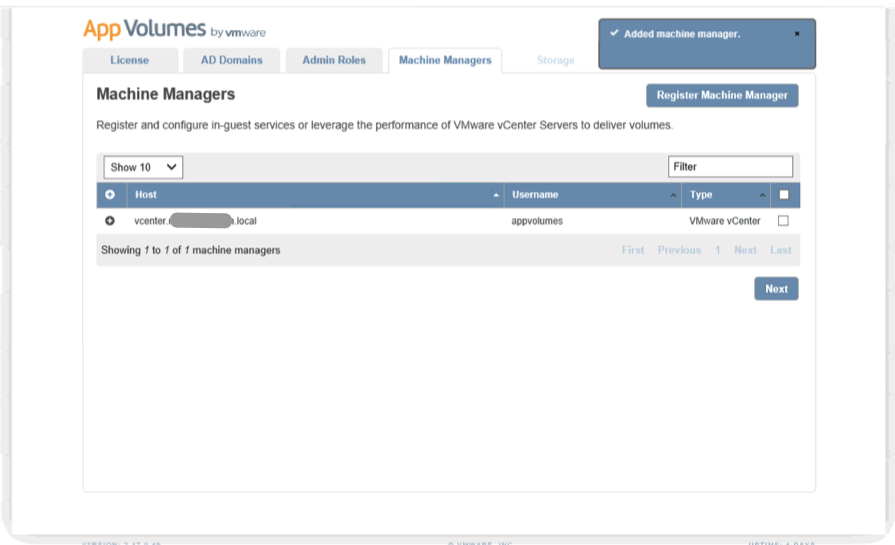 App Volumes by vmware
Added machine manager. ×
License AD Domains Admin Roles Machine Managers Storage
Machine Managers
Register Machine Manager
Register and configure in-guest services or leverage the performance of VMware vCenter Servers to deliver volumes.
Show 10
Filter
Host Username Type
vcenter. .local appvolumes VMware vCenter
Showing 1 to 1 of 1 machine managers
First Previous 1 Next Last
Next
© VMWARE, INC.